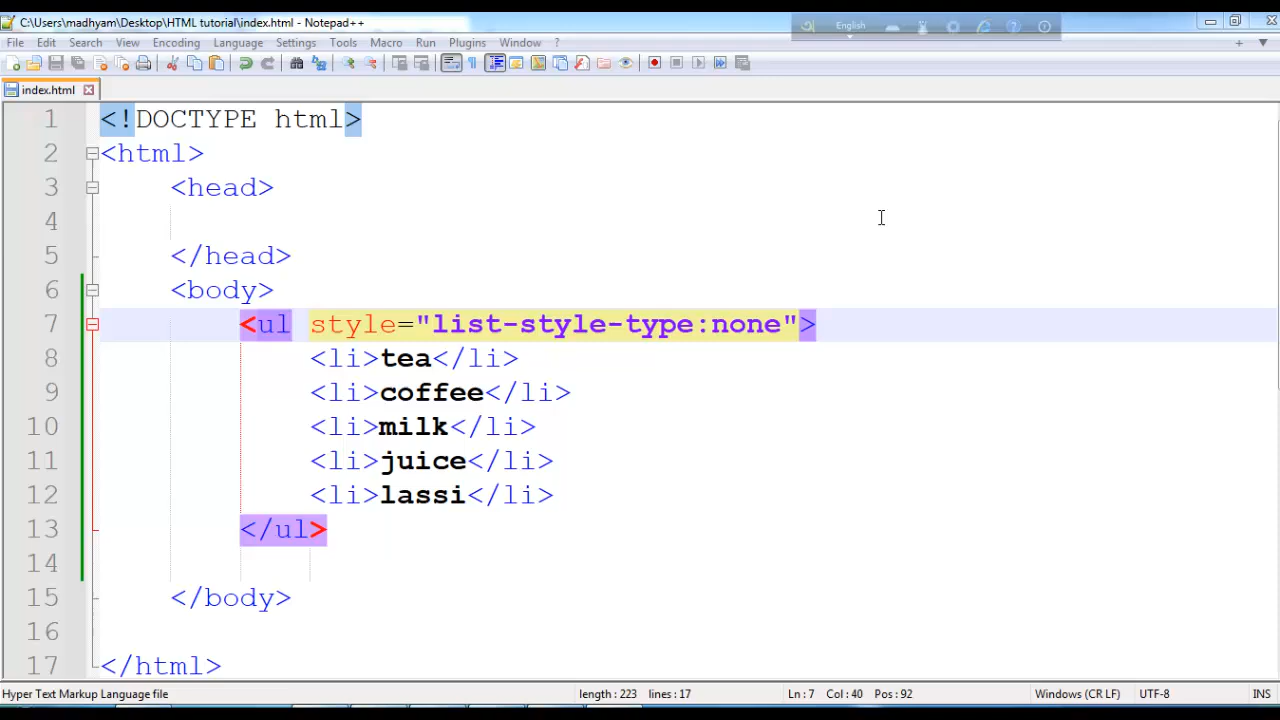 C:\Users\madhyam\Desktop\HTML tutorial\index.html - Notepad++
English
File Edit Search View Encoding Language Settings Tools Macro Run Plugins Window ?
index.html
1 <!DOCTYPE html>
2 <html>
3 <head>
4
5 </head>
6 <body>
7 <ul style="list-style-type:none">
8 <li>tea</li>
9 <li>coffee</li>
10 <li>milk</li>
11 <li>juice</li>
12 <li>lassi</li>
13 </ul>
14
15 </body>
16
17 </html>
Hyper Text Markup Language file length : 223 lines : 17 Ln : 7 Col : 40 Pos : 92 Windows (CR LF) UTF-8 INS